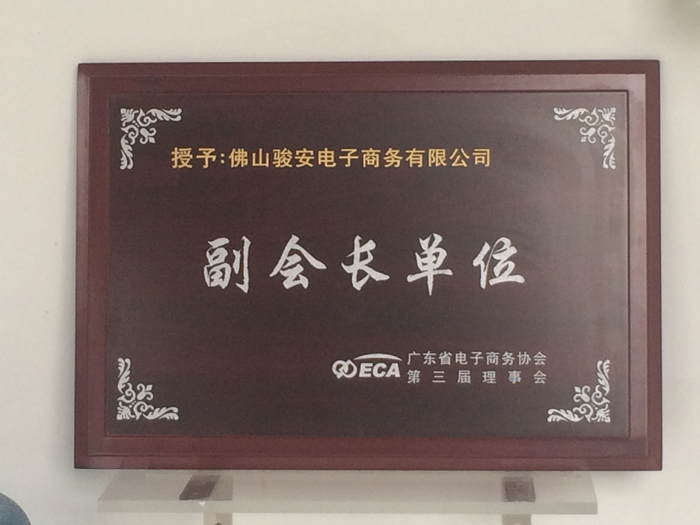 授予:佛山骏安电子商务有限公司
副会长单位
ECA
广东省电子商务协会
第三届理事会